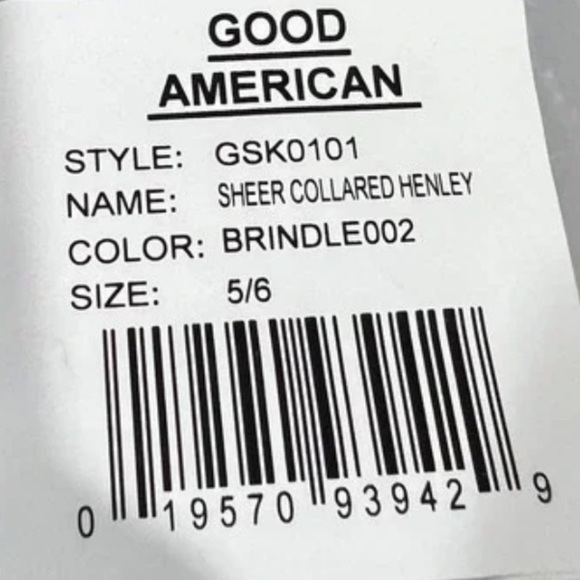 GOOD
AMERICAN
STYLE: GSK0101
NAME: SHEER COLLARED HENLEY
COLOR: BRINDLE002
SIZE: 5/6
0 19570 93942 9